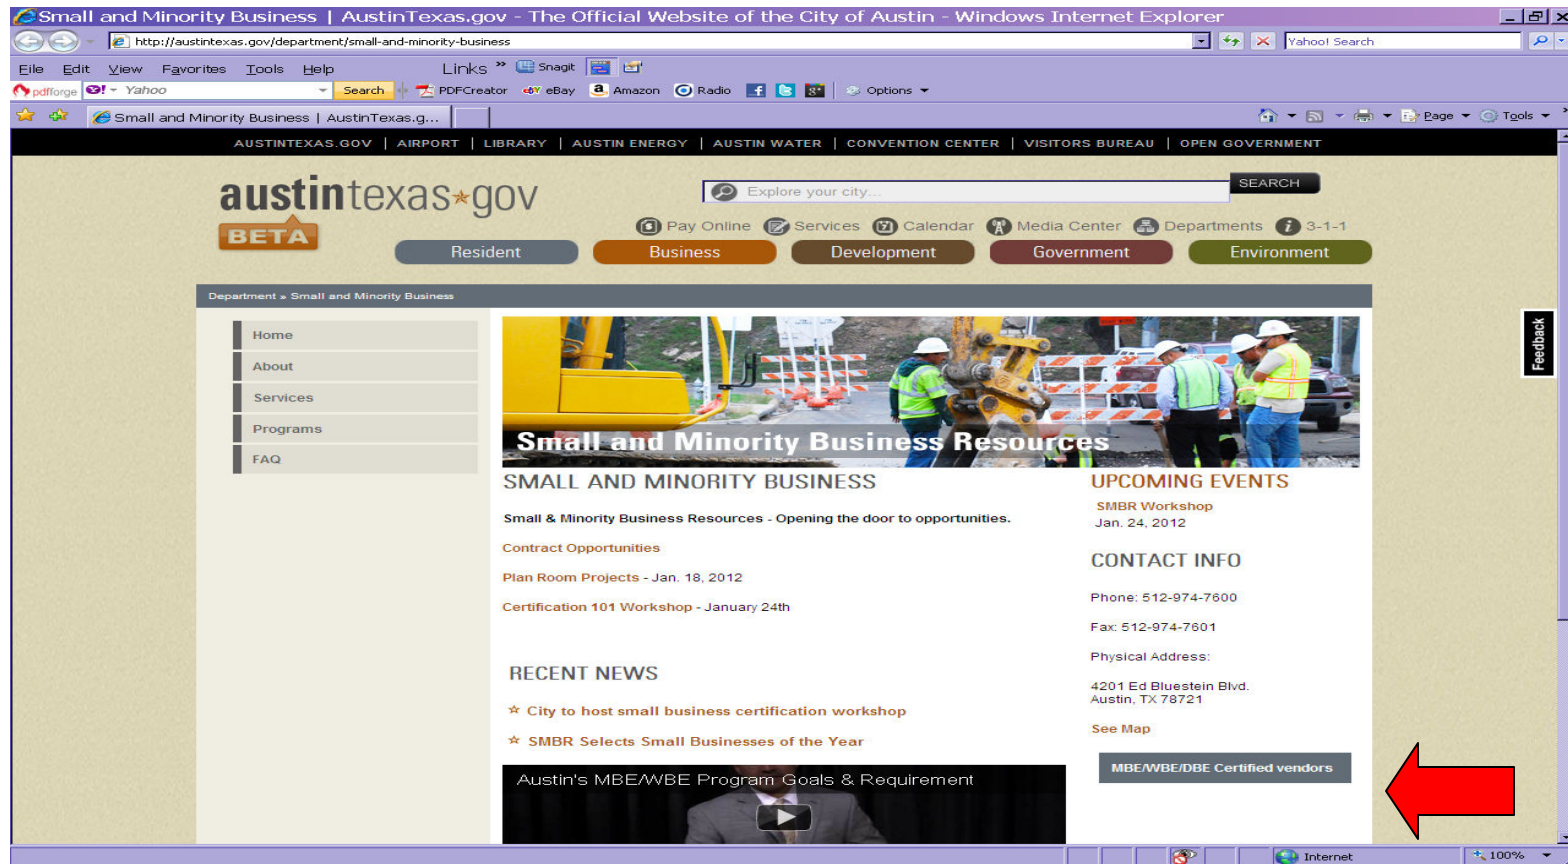 Small and Minority Business | AustinTexas.gov - The Official Website of the City of Austin - Windows Internet Explorer
http://austintexas.gov/department/small-and-minority-business
Yahoo! Search
File Edit View Favorites Tools Help Links » Snagit
pdfforge Y! - Yahoo Search PDFCreator eBay Amazon Radio Options
Small and Minority Business | AustinTexas.g... Page Tools »
AUSTINTEXAS.GOV | AIRPORT | LIBRARY | AUSTIN ENERGY | AUSTIN WATER | CONVENTION CENTER | VISITORS BUREAU | OPEN GOVERNMENT
austintexas*gov
BETA
Explore your city...
SEARCH
Pay Online Services Calendar Media Center Departments 3-1-1
Resident Business Development Government Environment
Department » Small and Minority Business
Home
About
Services
Programs
FAQ
Feedback
Small and Minority Business Resources
SMALL AND MINORITY BUSINESS
Small & Minority Business Resources - Opening the door to opportunities.
Contract Opportunities
Plan Room Projects - Jan. 18, 2012
Certification 101 Workshop - January 24th
RECENT NEWS
City to host small business certification workshop
SMBR Selects Small Businesses of the Year
Austin's MBE/WBE Program Goals & Requirement
UPCOMING EVENTS
SMBR Workshop
Jan. 24, 2012
CONTACT INFO
Phone: 512-974-7600
Fax: 512-974-7601
Physical Address:
4201 Ed Bluestein Blvd.
Austin, TX 78721
See Map
MBE/WBE/DBE Certified vendors
Internet 100%